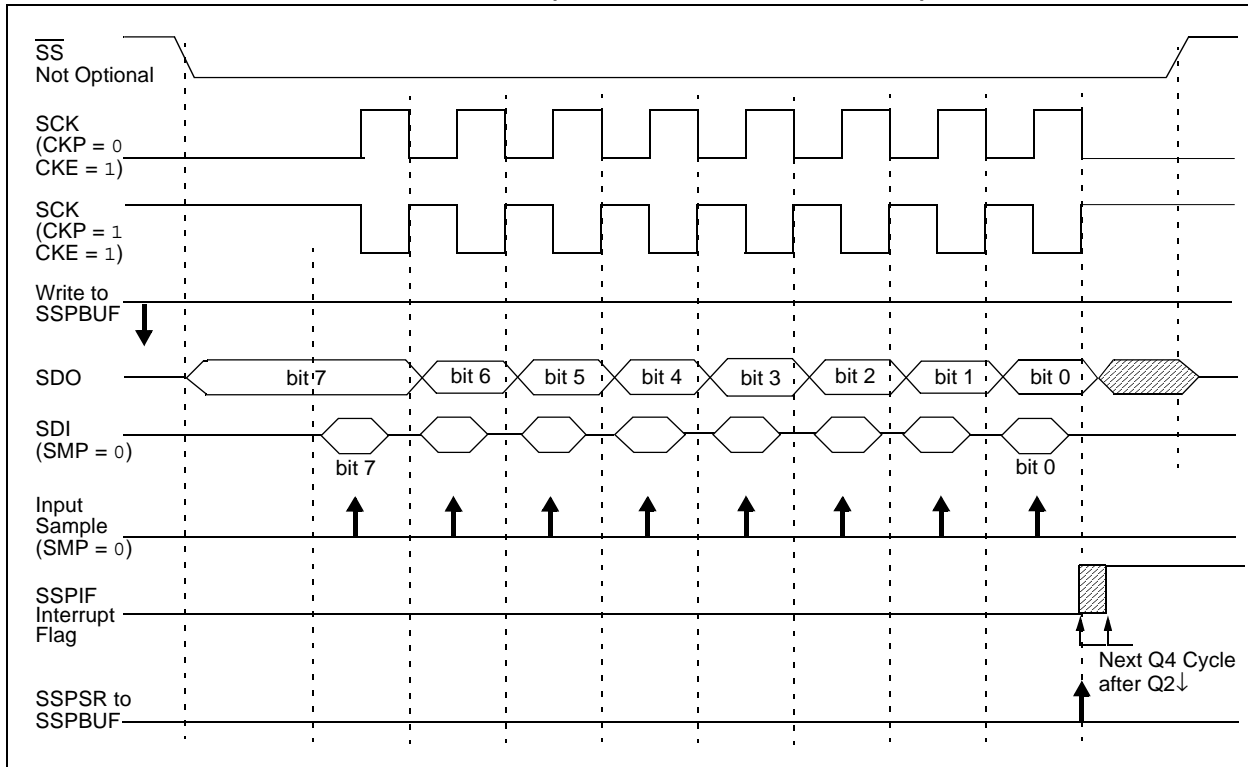 SS
Not Optional
SCK
(CKP = 0
CKE = 1)
SCK
(CKP = 1
CKE = 1)
Write to
SSPBUF
SDO
bit 7 bit 6 bit 5 bit 4 bit 3 bit 2 bit 1 bit 0
SDI
(SMP = 0)
bit 7 bit 0
Input
Sample
(SMP = 0)
SSPIF
Interrupt
Flag
Next Q4 Cycle
after Q2↓
SSPSR to
SSPBUF